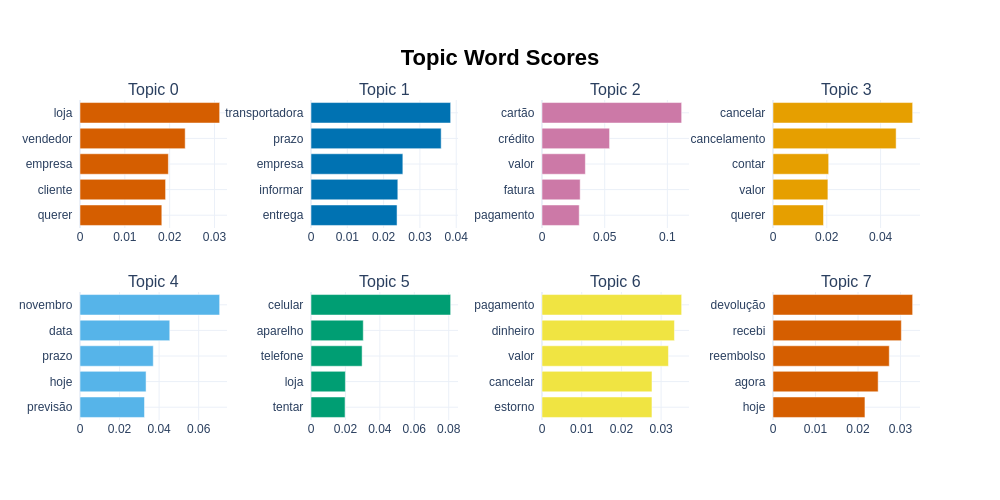 Topic Word Scores
Topic 0
loja
vendedor
empresa
cliente
querer
0 0.01 0.02 0.03
Topic 1
transportadora
prazo
empresa
informar
entrega
0 0.01 0.02 0.03 0.04
Topic 2
cartão
crédito
valor
fatura
pagamento
0 0.05 0.1
Topic 3
cancelar
cancelamento
contar
valor
querer
0 0.02 0.04
Topic 4
novembro
data
prazo
hoje
previsão
0 0.02 0.04 0.06
Topic 5
celular
aparelho
telefone
loja
tentar
0 0.02 0.04 0.06 0.08
Topic 6
pagamento
dinheiro
valor
cancelar
estorno
0 0.01 0.02 0.03
Topic 7
devolução
recebi
reembolso
agora
hoje
0 0.01 0.02 0.03